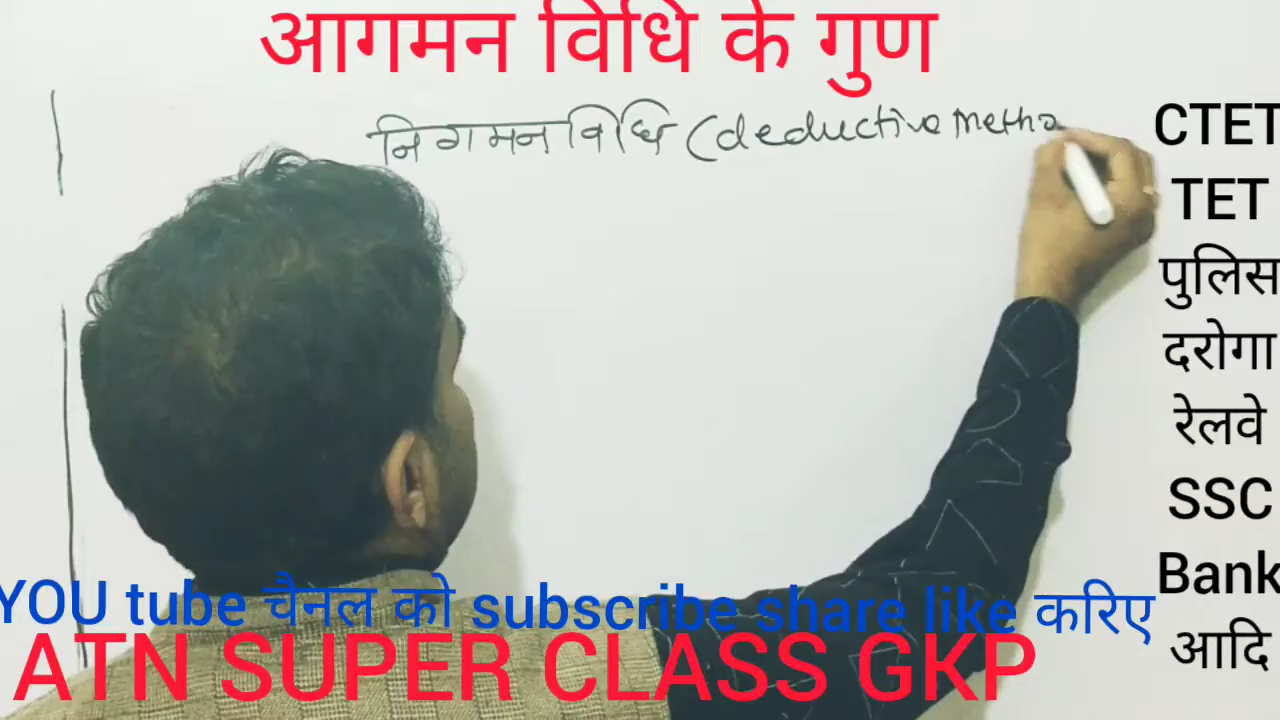 आगमन विधि के गुण
निगमन विधि (deductive Metho
CTET
TET
पुलिस
दरोगा
रेलवे
SSC
Bank
आदि
YOU tube चैनल को subscribe share like करिए
ATN SUPER CLASS GKP